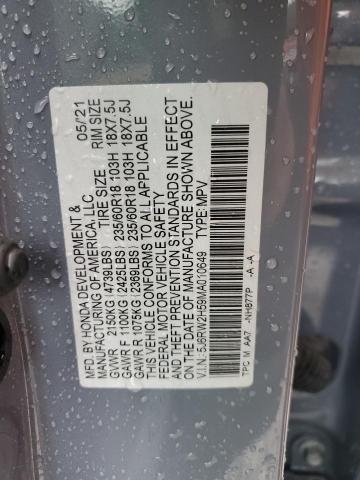 MFD. BY HONDA DEVELOPMENT & 05/21
MANUFACTURING OF AMERICA, LLC
TIRE SIZE RIM SIZE
GVWR 2150KG (4739LBS)
GAWR F 1100KG (2425LBS) 235/60R18 103H 18X7.5J
GAWR R 1075KG (2369LBS) 235/60R18 103H 18X7.5J
THIS VEHICLE CONFORMS TO ALL APPLICABLE
FEDERAL MOTOR VEHICLE SAFETY
AND THEFT PREVENTION STANDARDS IN EFFECT
ON THE DATE OF MANUFACTURE SHOWN ABOVE.
V.I.N.: 5J6RW2H59MA010649 TYPE: MPV
TPC M AA7 -NH877P -A -A/